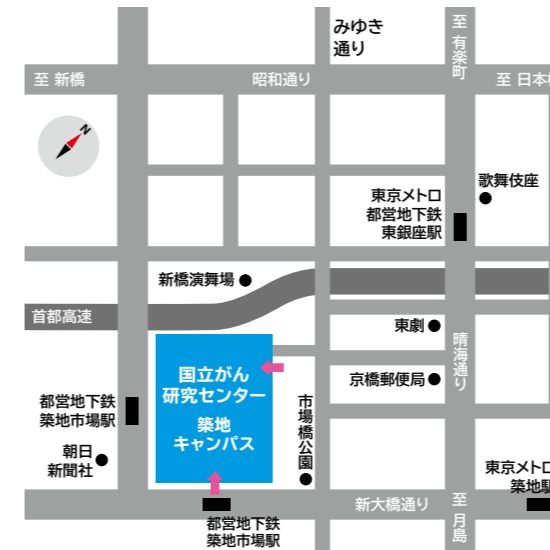 みゆき
通り
至 有楽町
至 新橋
昭和通り
至 日本
N
歌舞伎座
東京メトロ
都営地下鉄
東銀座駅
新橋演舞場
首都高速
東劇
晴海通り
国立がん
研究センター
築地
キャンパス
京橋郵便局
都営地下鉄
築地市場駅
市場橋公園
朝日
新聞社
東京メトロ
築地駅
新大橋通り
至 月島
都営地下鉄
築地市場駅